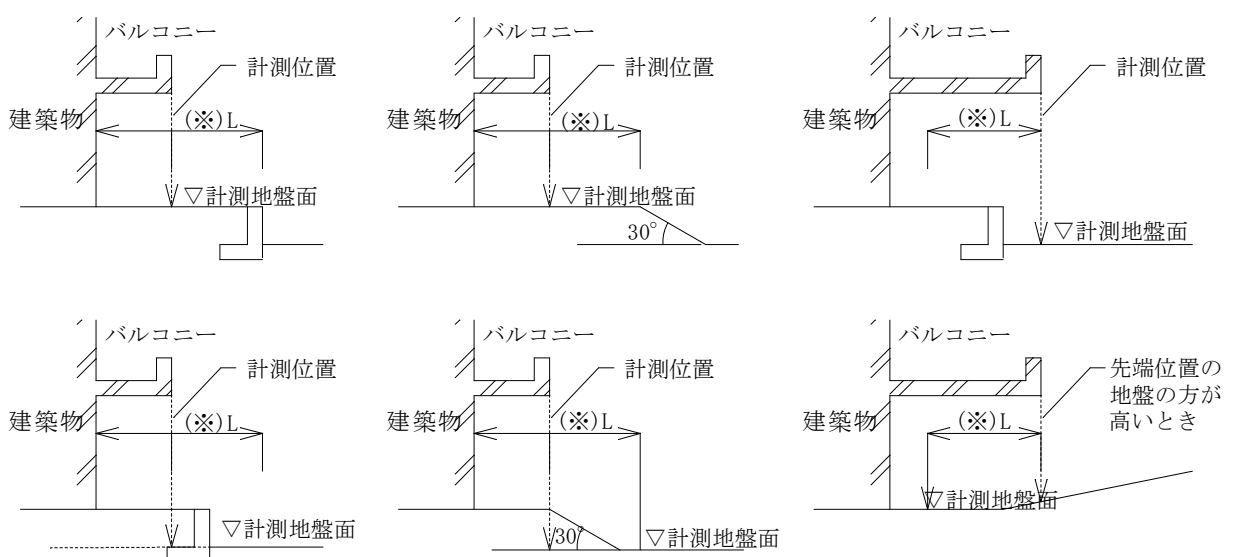 バルコニー
計測位置
建築物
(※)L
▽計測地盤面
バルコニー
計測位置
建築物
(※)L
▽計測地盤面
30°
バルコニー
計測位置
建築物
(※)L
▽計測地盤面
バルコニー
計測位置
建築物
(※)L
▽計測地盤面
バルコニー
計測位置
建築物
(※)L
30°
▽計測地盤面
バルコニー
先端位置の
地盤の方が
高いとき
建築物
(※)L
▽計測地盤面